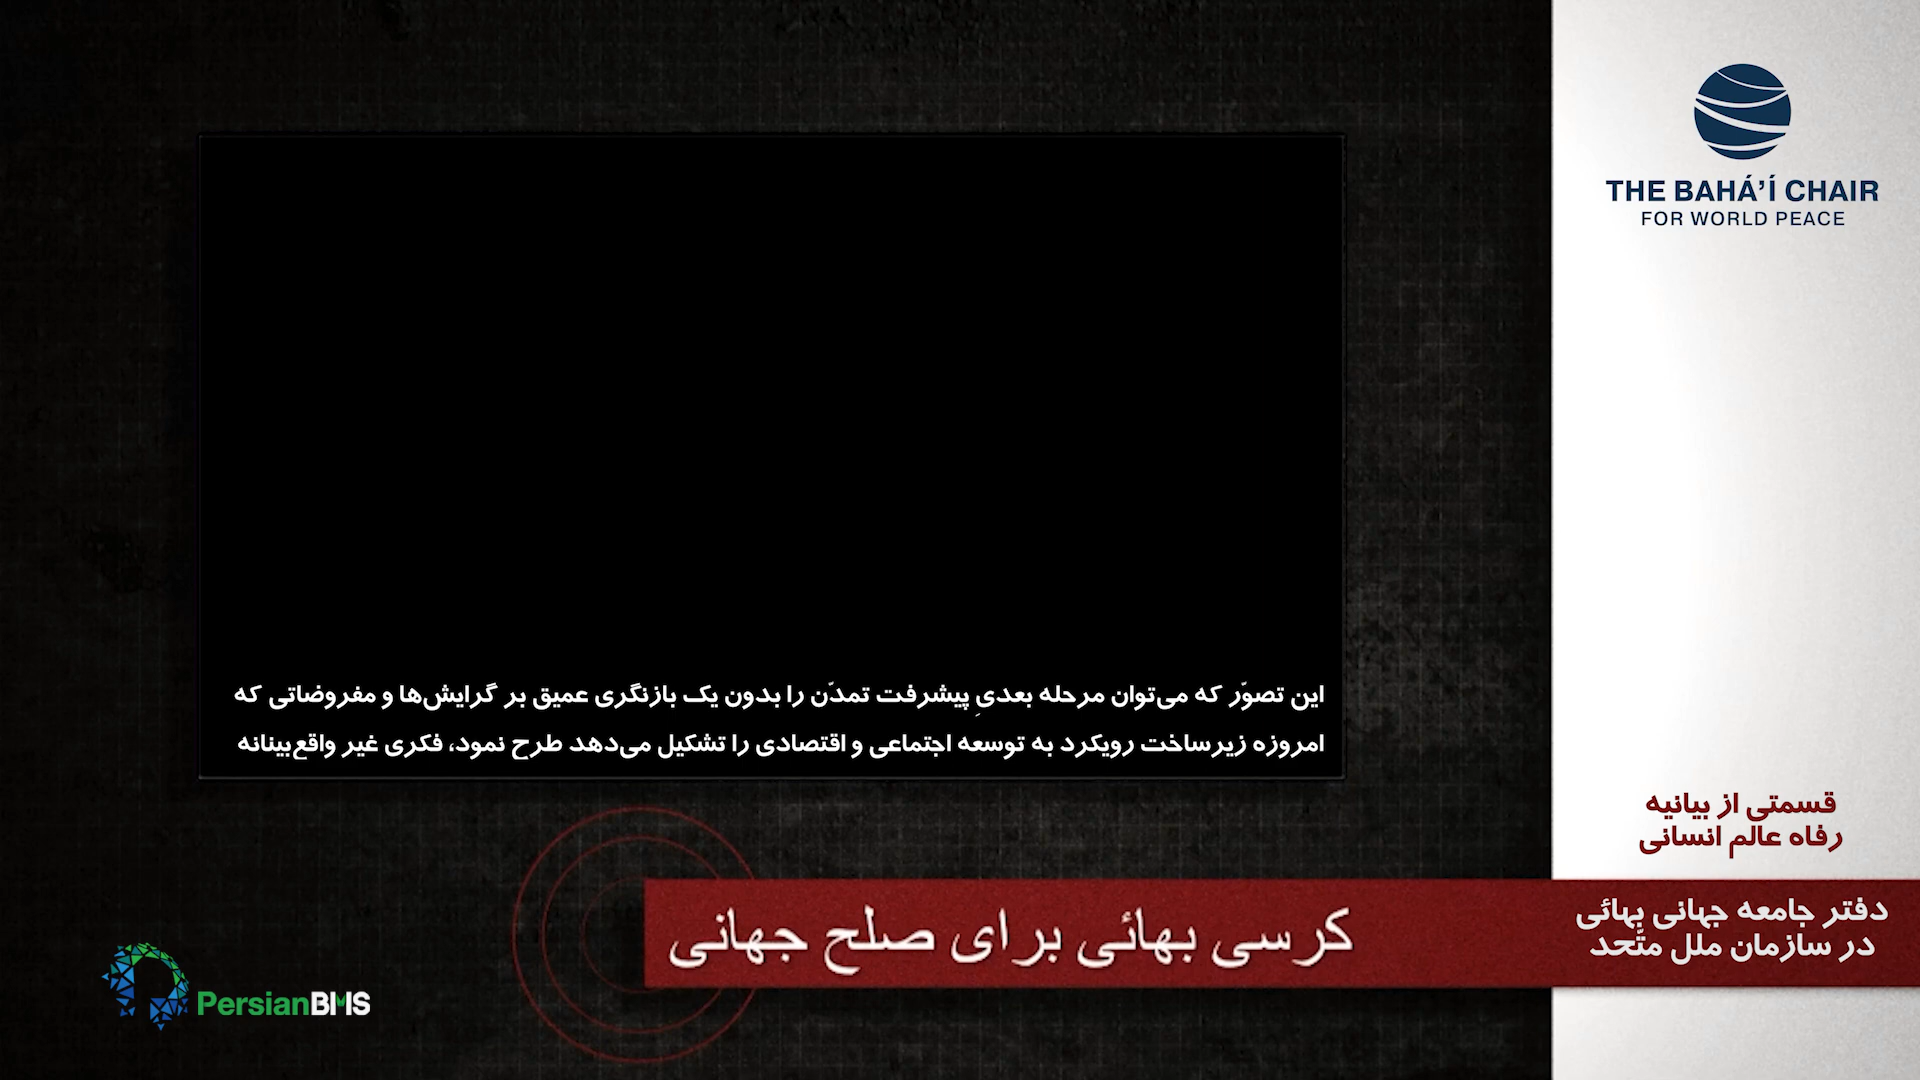 THE BAHÁ’Í CHAIR
FOR WORLD PEACE
این تصوّر که می‌توان مرحله بعدیِ پیشرفت تمدّن را بدون یک بازنگری عمیق بر گرایش‌ها و مفروضاتی که
امروزه زیرساخت رویکرد به توسعه اجتماعی و اقتصادی را تشکیل می‌دهد طرح نمود، فکری غیر واقع‌بینانه
قسمتی از بیانیه
رفاه عالم انسانی
دفتر جامعه جهانی بهائی
در سازمان ملل متّحد
کرسی بهائی برای صلح جهانی
PersianBMS